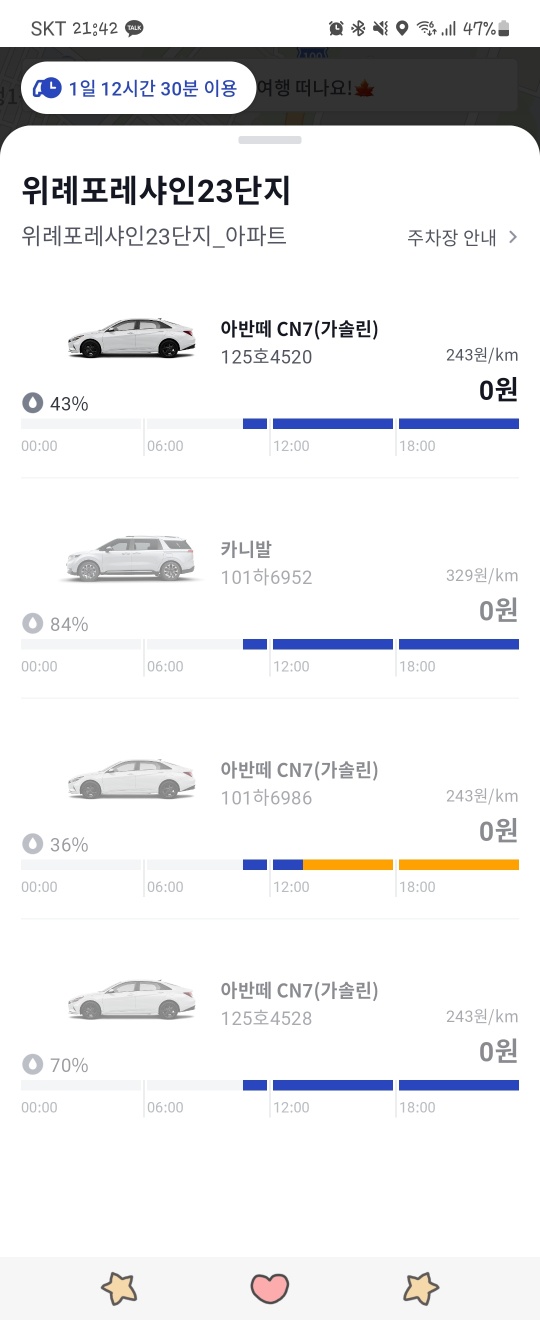 SKT 21:42 TALK 47%
1일 12시간 30분 이용 여행 떠나요!
위례포레샤인23단지
위례포레샤인23단지_아파트 주차장 안내
아반떼 CN7(가솔린)
125호4520 243원/km
0원
43%
00:00 06:00 12:00 18:00
카니발
101하6952 329원/km
0원
84%
00:00 06:00 12:00 18:00
아반떼 CN7(가솔린)
101하6986 243원/km
0원
36%
00:00 06:00 12:00 18:00
아반떼 CN7(가솔린)
125호4528 243원/km
0원
70%
00:00 06:00 12:00 18:00